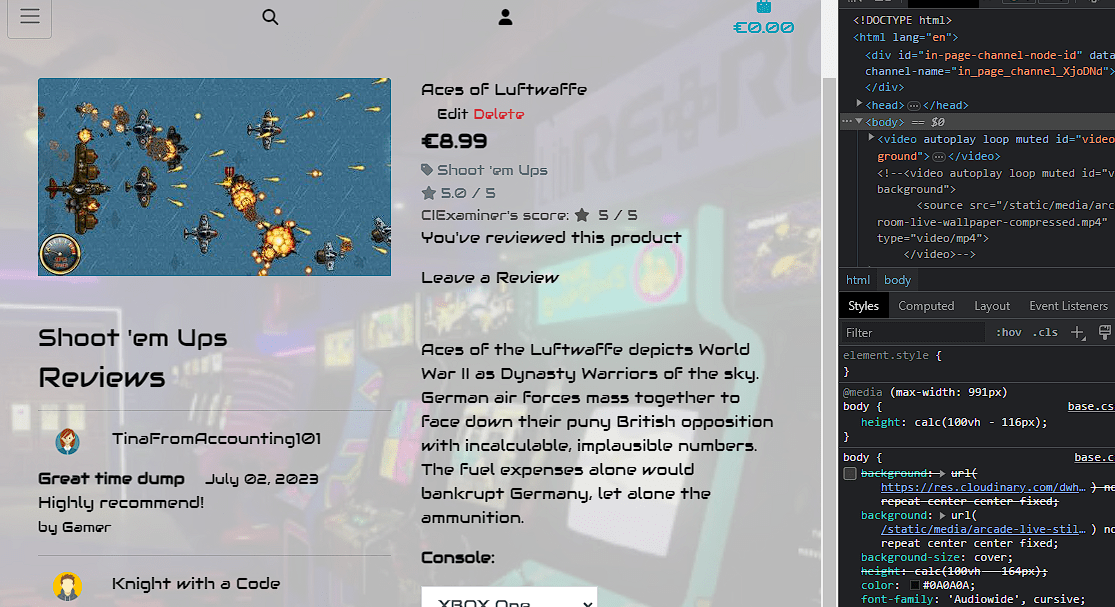 €0.00
Aces of Luftwaffe
Edit Delete
€8.99
Shoot 'em Ups
5.0 / 5
CIExaminer's score: 5 / 5
You've reviewed this product
Leave a Review
Aces of the Luftwaffe depicts World
War II as Dynasty Warriors of the sky.
German air forces mass together to
face down their puny British opposition
with incalculable, implausible numbers.
The fuel expenses alone would
bankrupt Germany, let alone the
ammunition.
Console:
XBOX One
Shoot 'em Ups
Reviews
TinaFromAccounting101
Great time dump July 02, 2023
Highly recommend!
by Gamer
Knight with a Code
<!DOCTYPE html>
<html lang="en">
<div id="in-page-channel-node-id" data
channel-name="in_page_channel_XjoDNd">
</div>
<head>…</head>
<body> == $0
<video autoplay loop muted id="video
ground">…</video>
<!--<video autoplay loop muted id="v
background">
<source src="/static/media/arc
room-live-wallpaper-compressed.mp4"
type="video/mp4">
</video>-->
html body
Styles Computed Layout Event Listeners
Filter :hov .cls
element.style {
}
@media (max-width: 991px)
body { base.cs
height: calc(100vh - 116px);
}
body { base.c
background: url(
https://res.cloudinary.com/dwh… ) no
repeat center center fixed;
background: url(
/static/media/arcade-live-stil… ) no
repeat center center fixed;
background-size: cover;
height: calc(100vh - 164px);
color: #0A0A0A;
font-family: 'Audiowide', cursive;